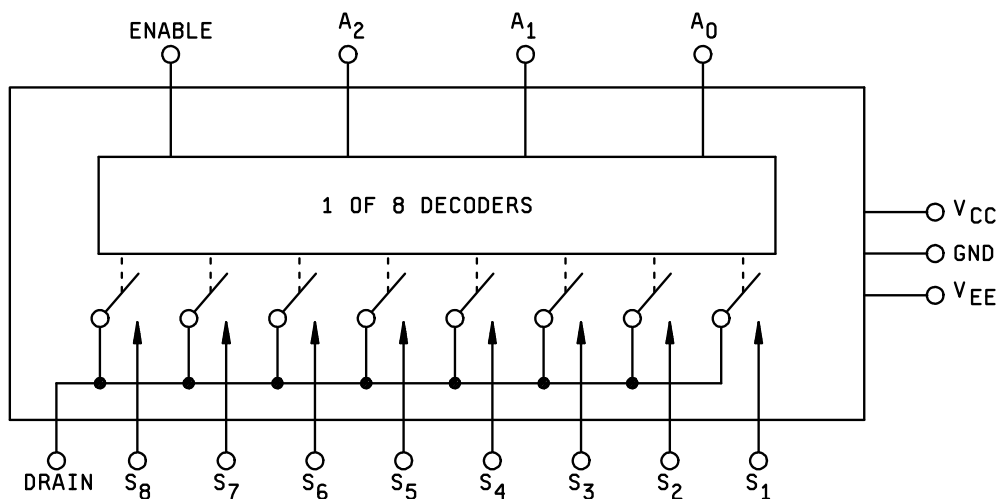 ENABLE A2 A1 A0
1 OF 8 DECODERS
VCC
GND
VEE
DRAIN S8 S7 S6 S5 S4 S3 S2 S1